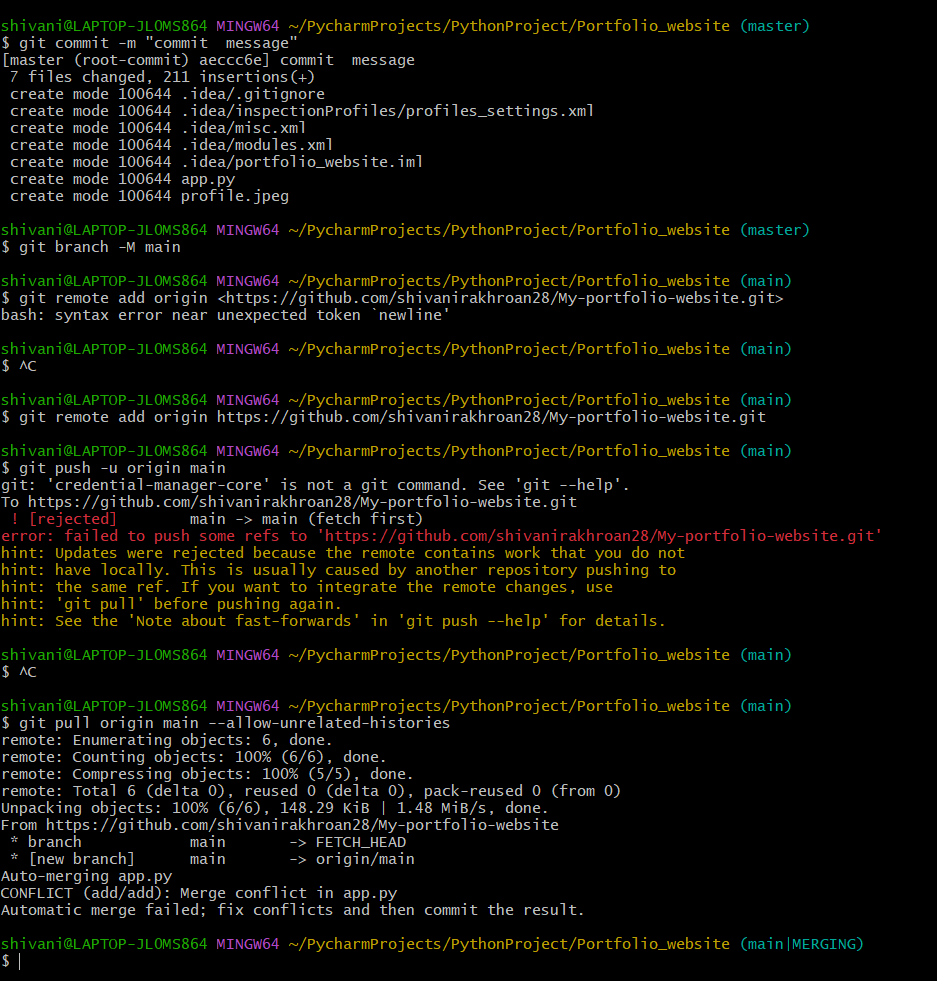 shivani@LAPTOP-JL0MS864 MINGW64 ~/PycharmProjects/PythonProject/Portfolio_website (master)
$ git commit -m "commit  message"
[master (root-commit) aeccc6e] commit  message
 7 files changed, 211 insertions(+)
 create mode 100644 .idea/.gitignore
 create mode 100644 .idea/inspectionProfiles/profiles_settings.xml
 create mode 100644 .idea/misc.xml
 create mode 100644 .idea/modules.xml
 create mode 100644 .idea/portfolio_website.iml
 create mode 100644 app.py
 create mode 100644 profile.jpeg
shivani@LAPTOP-JL0MS864 MINGW64 ~/PycharmProjects/PythonProject/Portfolio_website (master)
$ git branch -M main
shivani@LAPTOP-JL0MS864 MINGW64 ~/PycharmProjects/PythonProject/Portfolio_website (main)
$ git remote add origin <https://github.com/shivanirakhroan28/My-portfolio-website.git>
bash: syntax error near unexpected token `newline'
shivani@LAPTOP-JL0MS864 MINGW64 ~/PycharmProjects/PythonProject/Portfolio_website (main)
$ ^C
shivani@LAPTOP-JL0MS864 MINGW64 ~/PycharmProjects/PythonProject/Portfolio_website (main)
$ git remote add origin https://github.com/shivanirakhroan28/My-portfolio-website.git
shivani@LAPTOP-JL0MS864 MINGW64 ~/PycharmProjects/PythonProject/Portfolio_website (main)
$ git push -u origin main
git: 'credential-manager-core' is not a git command. See 'git --help'.
To https://github.com/shivanirakhroan28/My-portfolio-website.git
 ! [rejected]        main -> main (fetch first)
error: failed to push some refs to 'https://github.com/shivanirakhroan28/My-portfolio-website.git'
hint: Updates were rejected because the remote contains work that you do not
hint: have locally. This is usually caused by another repository pushing to
hint: the same ref. If you want to integrate the remote changes, use
hint: 'git pull' before pushing again.
hint: See the 'Note about fast-forwards' in 'git push --help' for details.
shivani@LAPTOP-JL0MS864 MINGW64 ~/PycharmProjects/PythonProject/Portfolio_website (main)
$ ^C
shivani@LAPTOP-JL0MS864 MINGW64 ~/PycharmProjects/PythonProject/Portfolio_website (main)
$ git pull origin main --allow-unrelated-histories
remote: Enumerating objects: 6, done.
remote: Counting objects: 100% (6/6), done.
remote: Compressing objects: 100% (5/5), done.
remote: Total 6 (delta 0), reused 0 (delta 0), pack-reused 0 (from 0)
Unpacking objects: 100% (6/6), 148.29 KiB | 1.48 MiB/s, done.
From https://github.com/shivanirakhroan28/My-portfolio-website
 * branch            main       -> FETCH_HEAD
 * [new branch]      main       -> origin/main
Auto-merging app.py
CONFLICT (add/add): Merge conflict in app.py
Automatic merge failed; fix conflicts and then commit the result.
shivani@LAPTOP-JL0MS864 MINGW64 ~/PycharmProjects/PythonProject/Portfolio_website (main|MERGING)
$